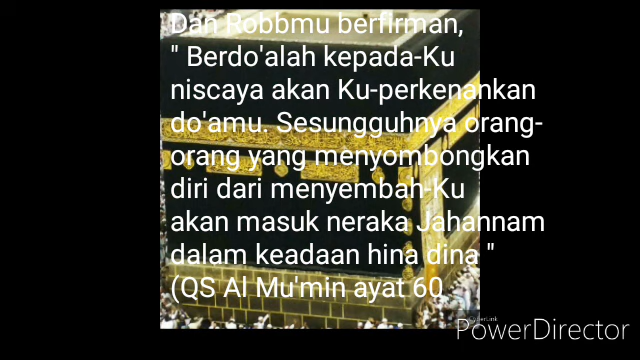 Dan Robbmu berfirman,
" Berdo'alah kepada-Ku
niscaya akan Ku-perkenankan
do'amu. Sesungguhnya orang-
orang yang menyombongkan
diri dari menyembah-Ku
akan masuk neraka Jahannam
dalam keadaan hina dina "
(QS Al Mu'min ayat 60
CyberLink
PowerDirector